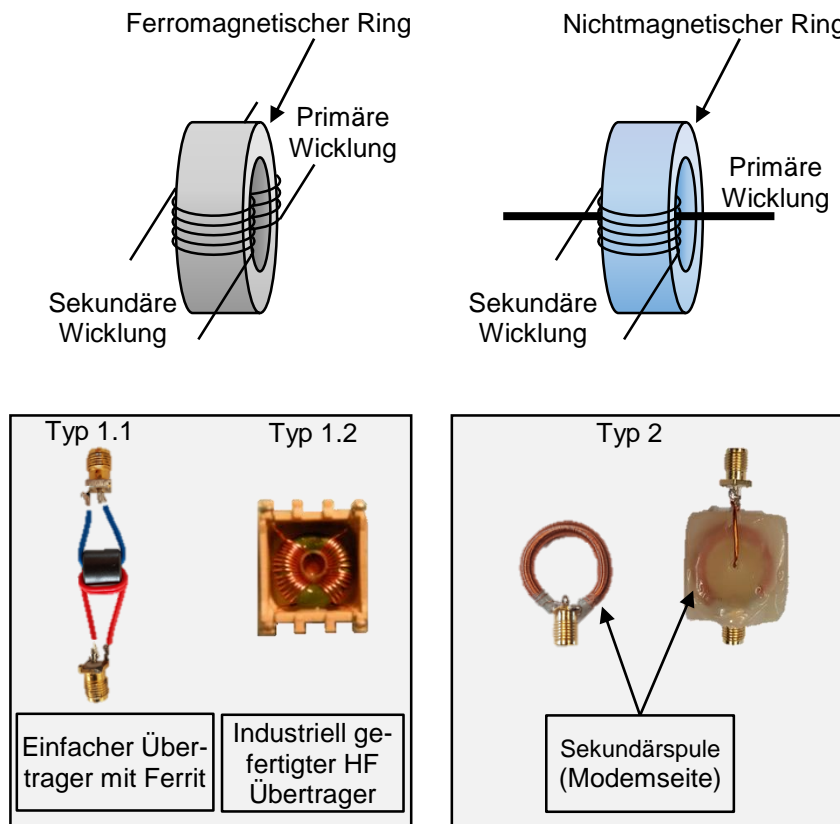 Ferromagnetischer Ring
Primäre
Wicklung
Sekundäre
Wicklung
Nichtmagnetischer Ring
Primäre
Wicklung
Sekundäre
Wicklung
Typ 1.1
Typ 1.2
Einfacher Über-
trager mit Ferrit
Industriell ge-
fertigter HF
Übertrager
Typ 2
Sekundärspule
(Modemseite)